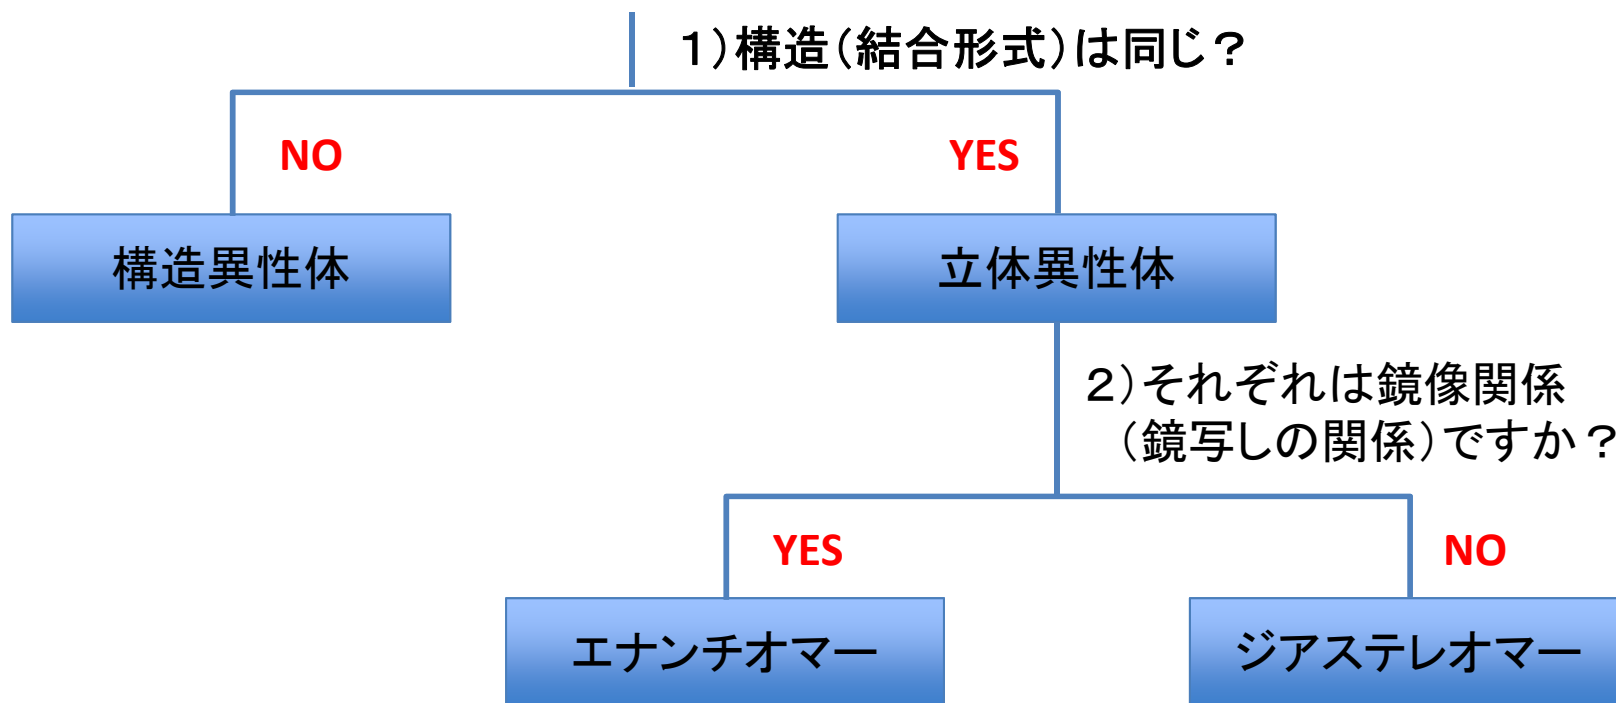 １）構造（結合形式）は同じ？
NO
YES
構造異性体
立体異性体
２）それぞれは鏡像関係
（鏡写しの関係）ですか？
YES
NO
エナンチオマー
ジアステレオマー